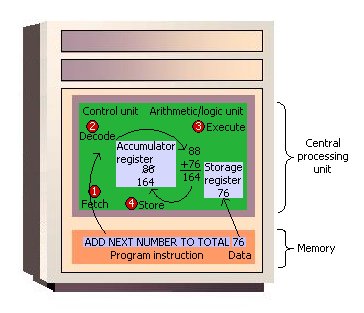 Control unit
Arithmetic/logic unit
2
Decode
3 Execute
Accumulator
register
86
164
88
+76
164
Storage
register
76
1
Fetch
4 Store
Central
processing
unit
ADD NEXT NUMBER TO TOTAL 76
Program instruction
Data
Memory